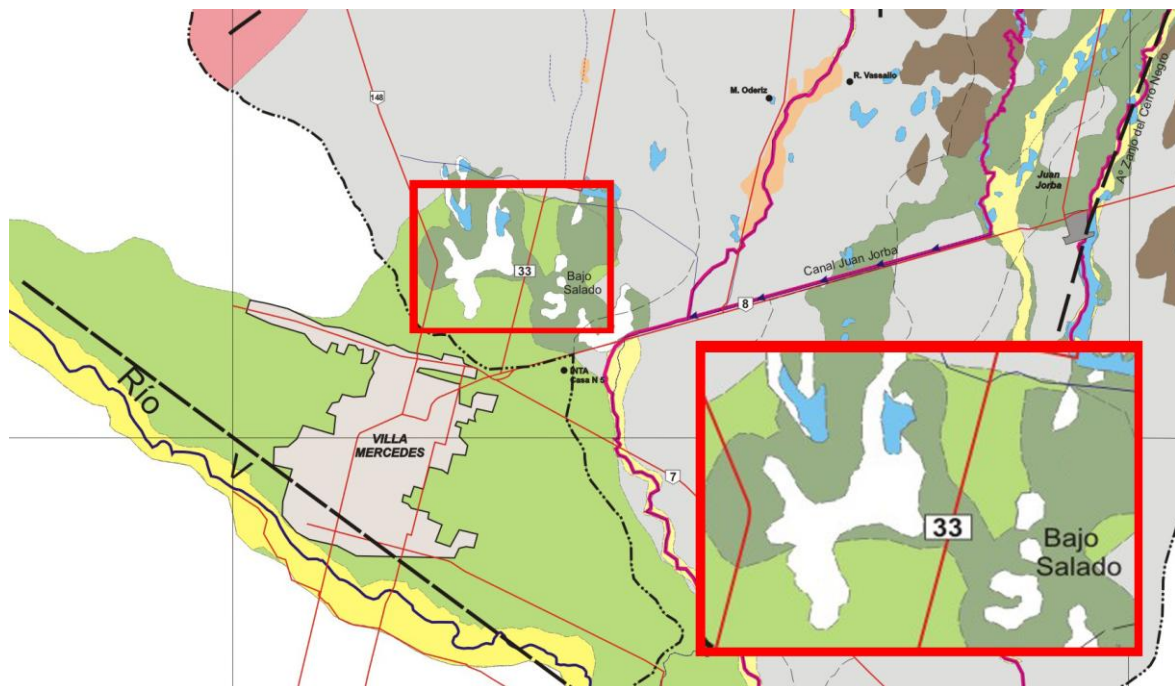 148
M. Oderiz
R. Vassallo
Aº Zanjo del Cerro Negro
Juan
Jorba
Canal Juan Jorba
33
Bajo
Salado
8
INTA
Casa N 5
Río
V
VILLA
MERCEDES
7
33
Bajo
Salado